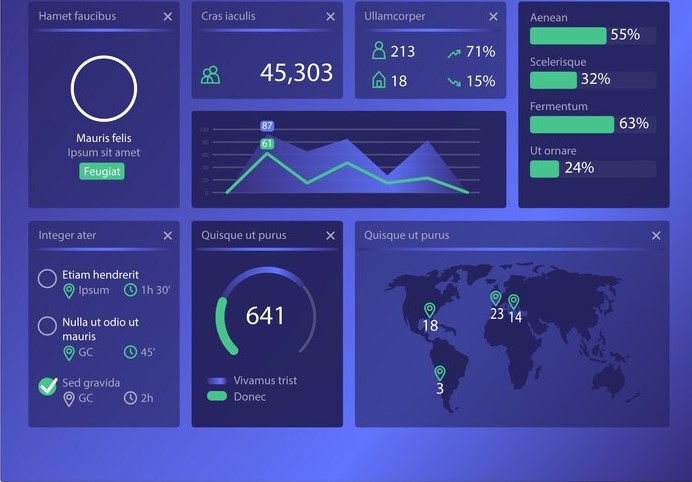 Hamet faucibus
Mauris felis
Ipsum sit amet
Feugiat
Cras iaculis
45,303
Ullamcorper
213
71%
18
15%
87
61
Aenean
55%
Scelerisque
32%
Fermentum
63%
Ut ornare
24%
Integer ater
Etiam hendrerit
Ipsum
1h 30'
Nulla ut odio ut
mauris
GC
45'
Sed gravida
GC
2h
Quisque ut purus
641
Vivamus trist
Donec
Quisque ut purus
18
23
14
3